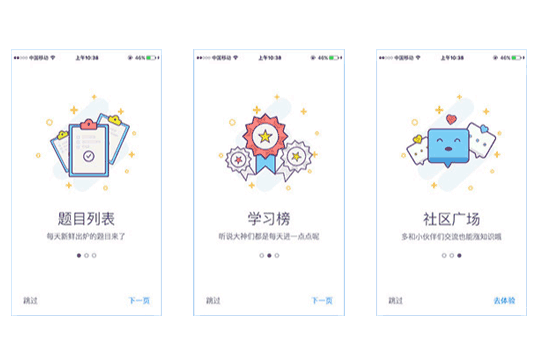 中国移动 上午10:38 46%
题目列表
每天新鲜出炉的题目来了
跳过 下一页
中国移动 上午10:38 46%
学习榜
听说大神们都是每天进一点点呢
跳过 下一页
中国移动 上午10:38 46%
社区广场
多和小伙伴们交流也能涨知识哦
跳过 去体验